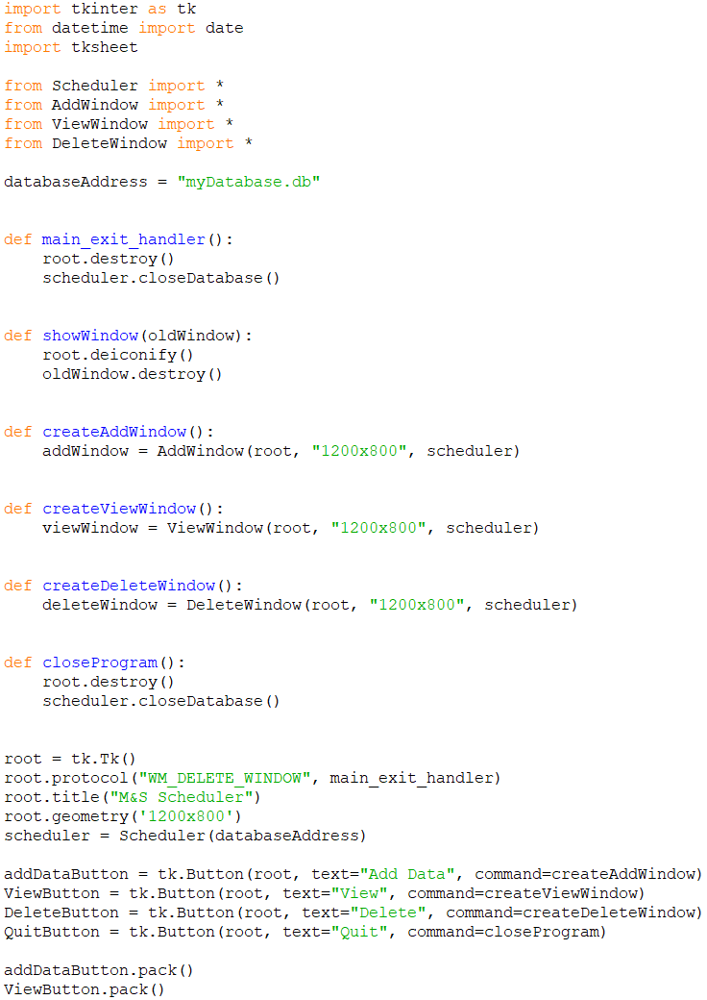 import tkinter as tk
from datetime import date
import tksheet

from Scheduler import *
from AddWindow import *
from ViewWindow import *
from DeleteWindow import *

databaseAddress = "myDatabase.db"


def main_exit_handler():
    root.destroy()
    scheduler.closeDatabase()


def showWindow(oldWindow):
    root.deiconify()
    oldWindow.destroy()


def createAddWindow():
    addWindow = AddWindow(root, "1200x800", scheduler)


def createViewWindow():
    viewWindow = ViewWindow(root, "1200x800", scheduler)


def createDeleteWindow():
    deleteWindow = DeleteWindow(root, "1200x800", scheduler)


def closeProgram():
    root.destroy()
    scheduler.closeDatabase()


root = tk.Tk()
root.protocol("WM_DELETE_WINDOW", main_exit_handler)
root.title("M&S Scheduler")
root.geometry('1200x800')
scheduler = Scheduler(databaseAddress)

addDataButton = tk.Button(root, text="Add Data", command=createAddWindow)
ViewButton = tk.Button(root, text="View", command=createViewWindow)
DeleteButton = tk.Button(root, text="Delete", command=createDeleteWindow)
QuitButton = tk.Button(root, text="Quit", command=closeProgram)

addDataButton.pack()
ViewButton.pack()